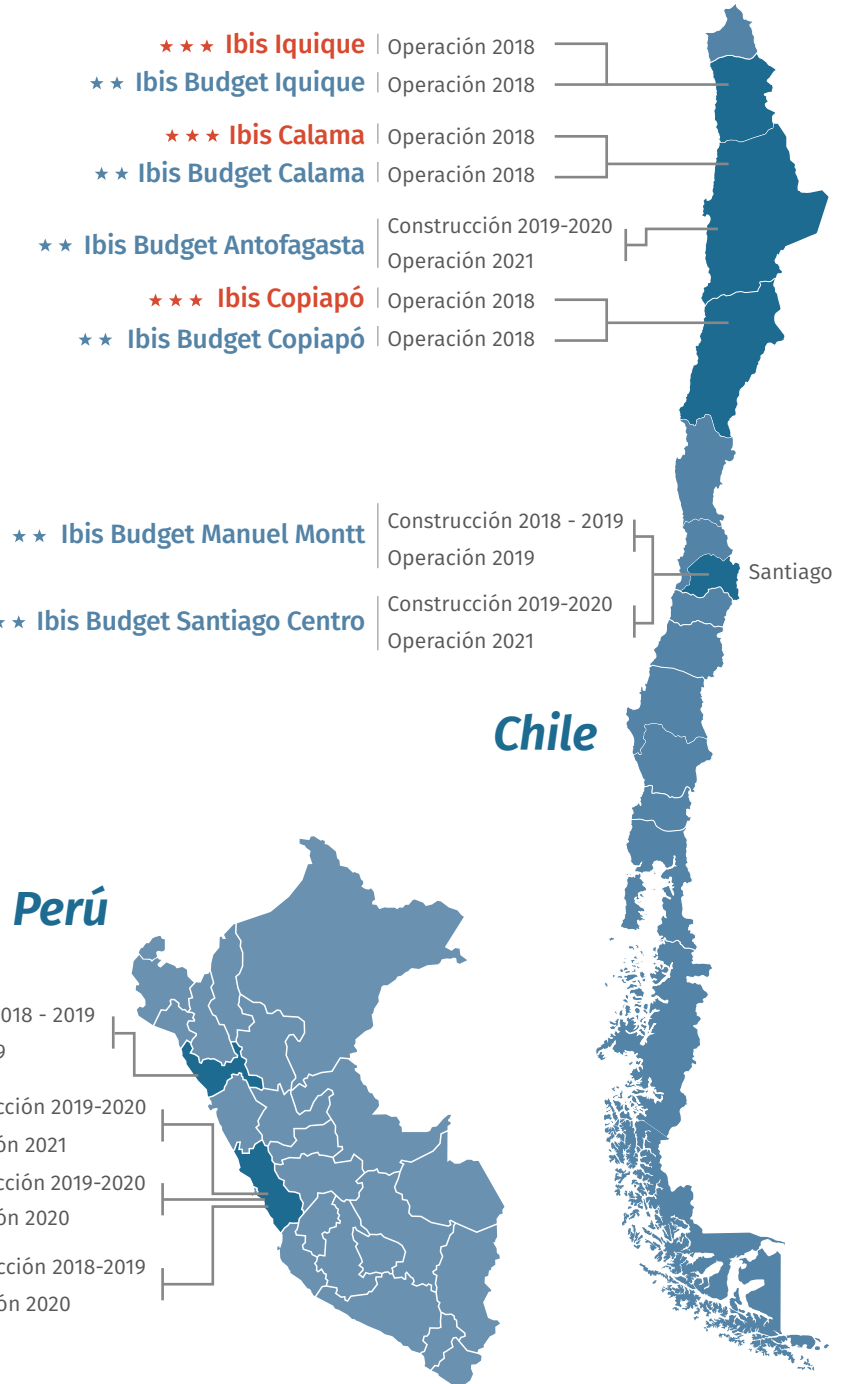 ★★★ Ibis Iquique | Operación 2018
★★ Ibis Budget Iquique | Operación 2018
★★★ Ibis Calama | Operación 2018
★★ Ibis Budget Calama | Operación 2018
★★ Ibis Budget Antofagasta | Construcción 2019-2020
Operación 2021
★★★ Ibis Copiapó | Operación 2018
★★ Ibis Budget Copiapó | Operación 2018
★★ Ibis Budget Manuel Montt | Construcción 2018 - 2019
Operación 2019
Santiago
★ Ibis Budget Santiago Centro | Construcción 2019-2020
Operación 2021
Chile
Perú
2018 - 2019
cción 2019-2020
ón 2021
cción 2019-2020
ón 2020
cción 2018-2019
ón 2020